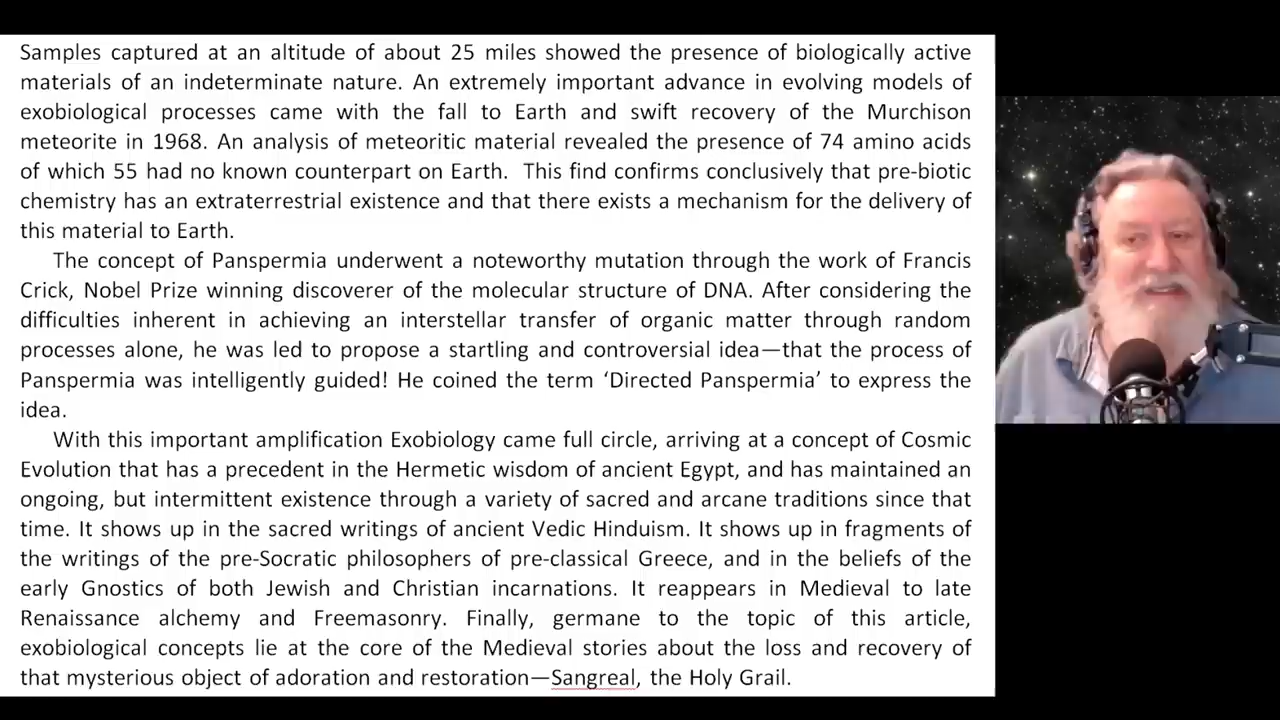 Samples captured at an altitude of about 25 miles showed the presence of biologically active
materials of an indeterminate nature. An extremely important advance in evolving models of
exobiological processes came with the fall to Earth and swift recovery of the Murchison
meteorite in 1968. An analysis of meteoritic material revealed the presence of 74 amino acids
of which 55 had no known counterpart on Earth.  This find confirms conclusively that pre-biotic
chemistry has an extraterrestrial existence and that there exists a mechanism for the delivery of
this material to Earth.
The concept of Panspermia underwent a noteworthy mutation through the work of Francis
Crick, Nobel Prize winning discoverer of the molecular structure of DNA. After considering the
difficulties inherent in achieving an interstellar transfer of organic matter through random
processes alone, he was led to propose a startling and controversial idea—that the process of
Panspermia was intelligently guided! He coined the term ‘Directed Panspermia’ to express the
idea.
With this important amplification Exobiology came full circle, arriving at a concept of Cosmic
Evolution that has a precedent in the Hermetic wisdom of ancient Egypt, and has maintained an
ongoing, but intermittent existence through a variety of sacred and arcane traditions since that
time. It shows up in the sacred writings of ancient Vedic Hinduism. It shows up in fragments of
the writings of the pre-Socratic philosophers of pre-classical Greece, and in the beliefs of the
early Gnostics of both Jewish and Christian incarnations. It reappears in Medieval to late
Renaissance alchemy and Freemasonry. Finally, germane to the topic of this article,
exobiological concepts lie at the core of the Medieval stories about the loss and recovery of
that mysterious object of adoration and restoration—Sangreal, the Holy Grail.